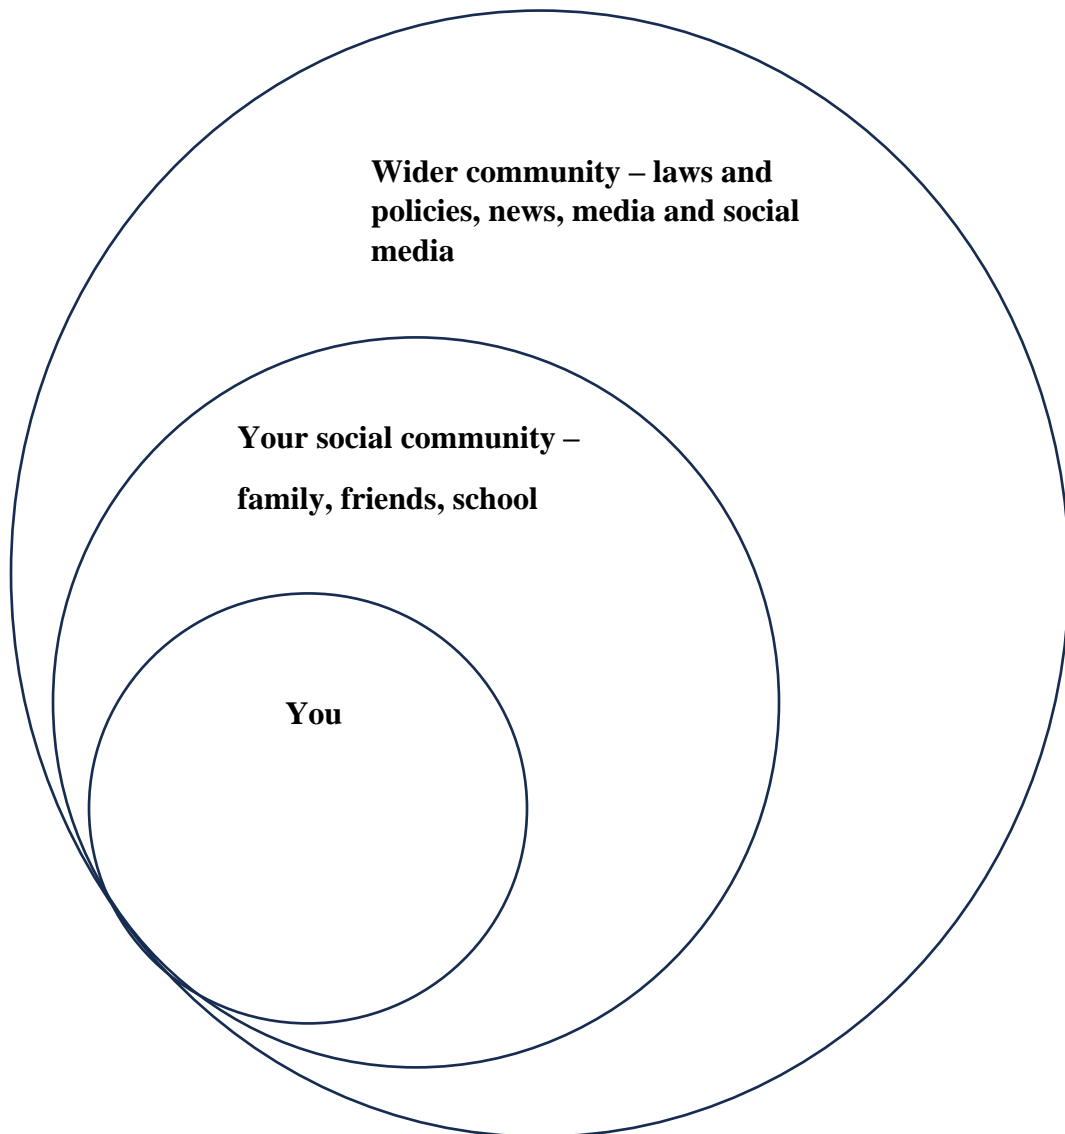 Wider community – laws and
policies, news, media and social
media
Your social community –
family, friends, school
You